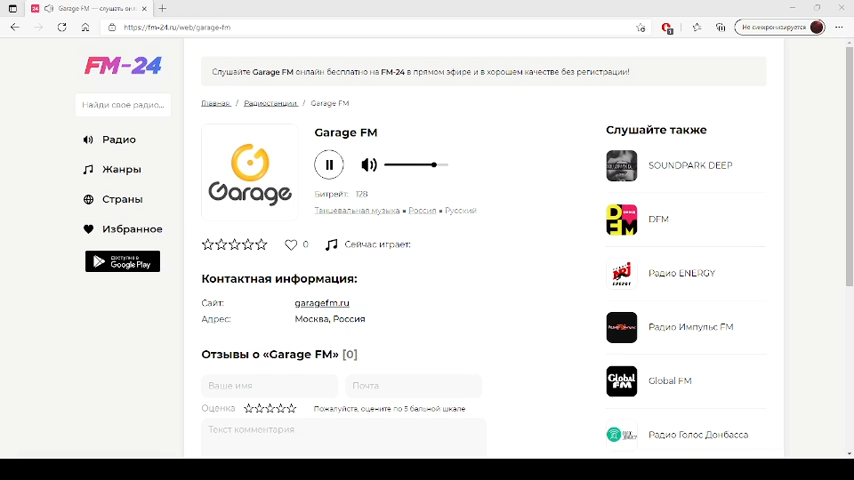 Garage FM — слушать онл
https://fm-24.ru/web/garage-fm
Не синхронизируется
FM-24
Найди свое радио...
Радио
Жанры
Страны
Избранное
ДОСТУПНО В
Google Play
Слушайте Garage FM онлайн бесплатно на FM-24 в прямом эфире и в хорошем качестве без регистрации!
Главная / Радиостанции / Garage FM
Garage
Garage FM
Битрейт: 128
Танцевальная музыка • Россия • Русский
0
Сейчас играет:
Контактная информация:
Сайт: garagefm.ru
Адрес: Москва, Россия
Отзывы о «Garage FM» [0]
Ваше имя
Почта
Оценка
Пожалуйста, оцените по 5 бальной шкале
Текст комментария
Слушайте также
SOUNDPARK DEEP
DFM
Радио ENERGY
Радио Импульс FM
Global FM
Радио Голос Донбасса